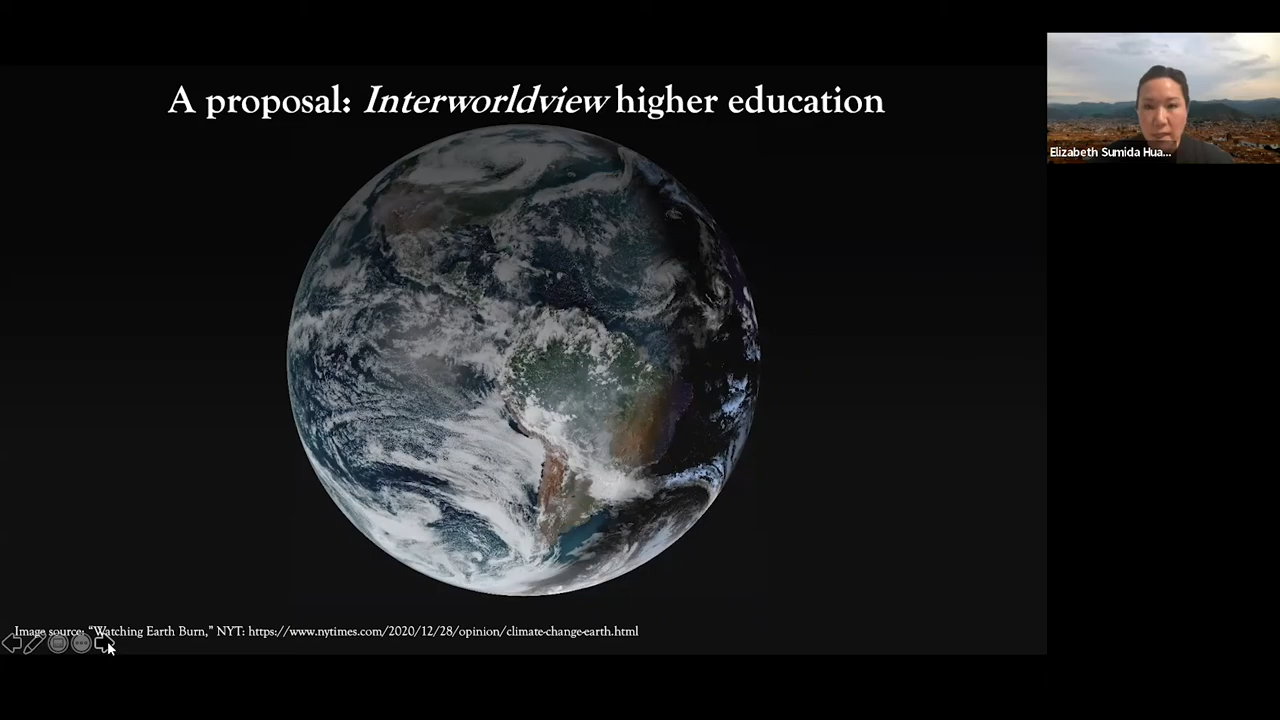 A proposal: Interworldview higher education
Elizabeth Sumida Hua...
Image source: “Watching Earth Burn,” NYT: https://www.nytimes.com/2020/12/28/opinion/climate-change-earth.html